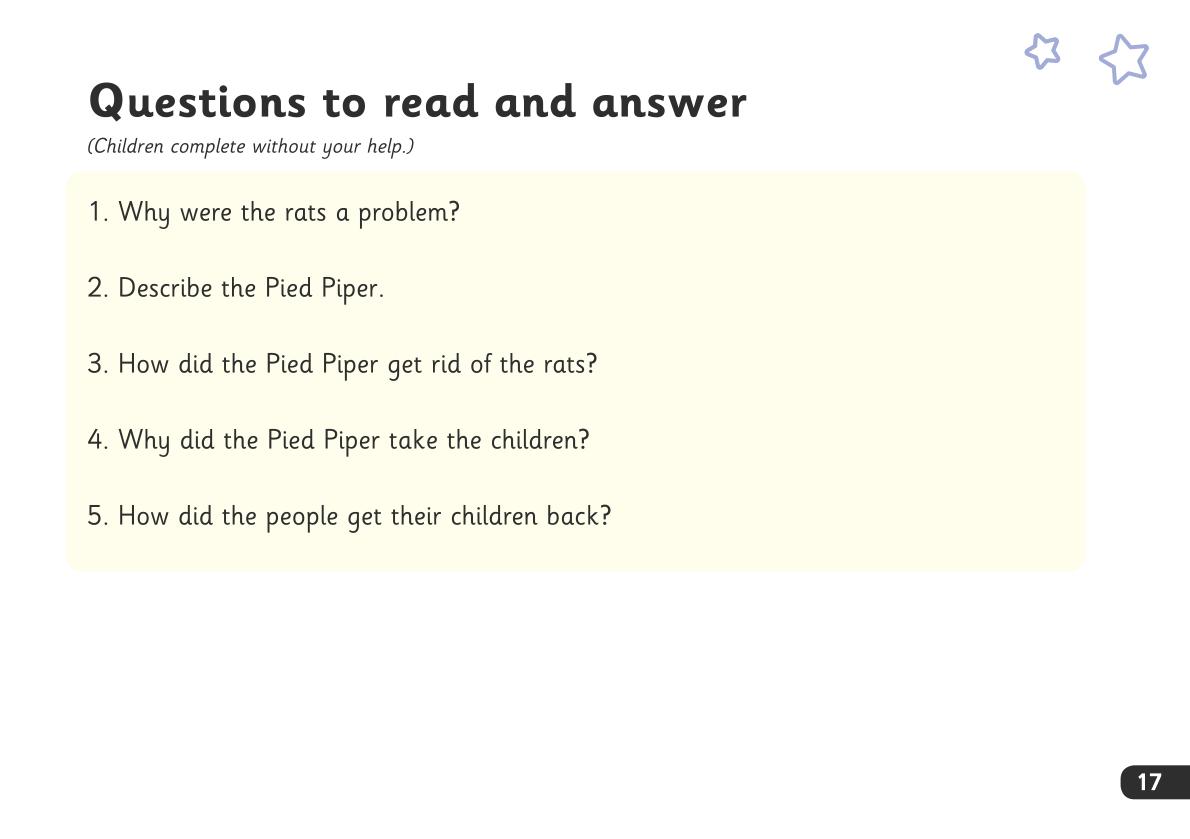 Questions to read and answer
(Children complete without your help.)
1. Why were the rats a problem?
2. Describe the Pied Piper.
3. How did the Pied Piper get rid of the rats?
4. Why did the Pied Piper take the children?
5. How did the people get their children back?
17